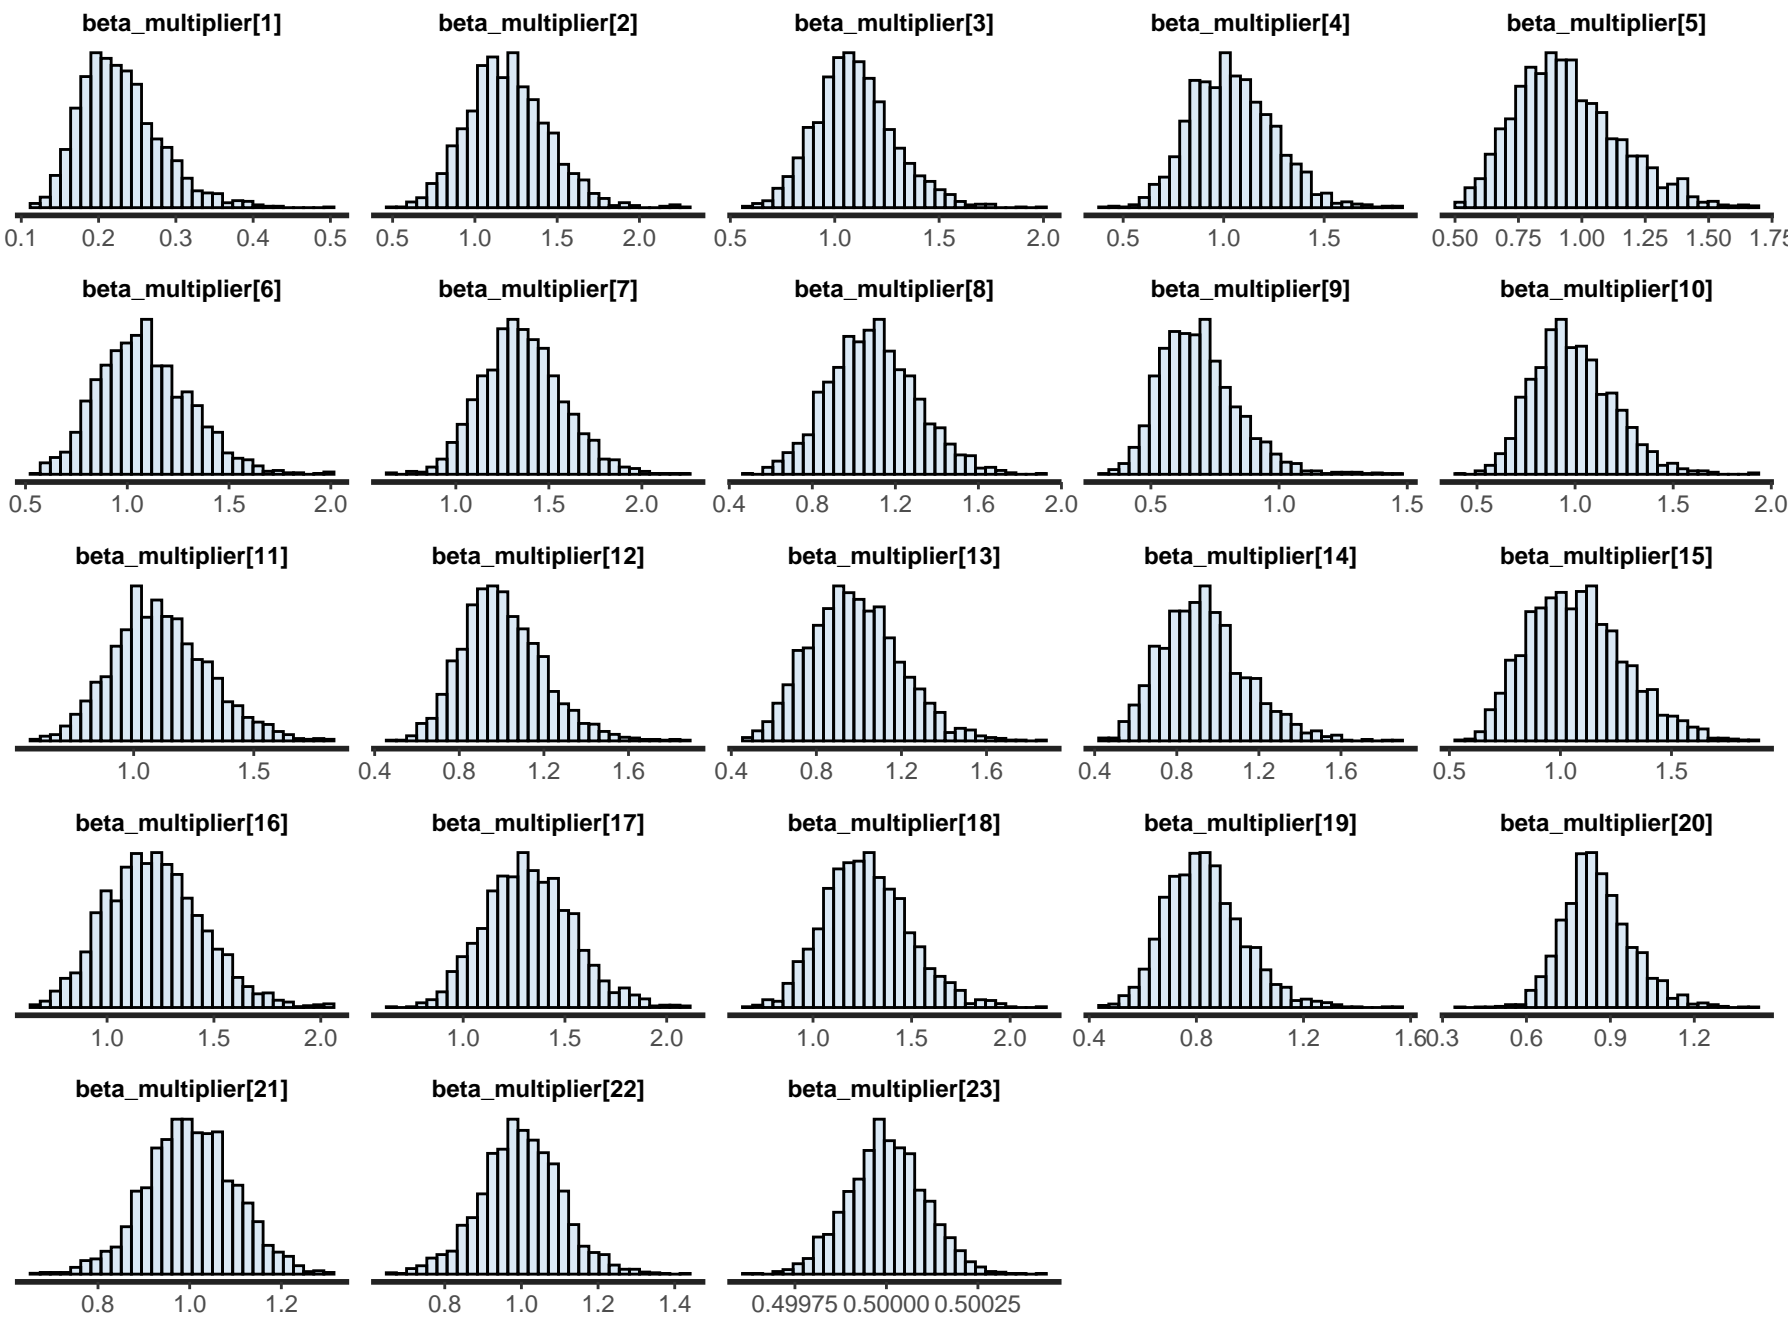 beta_multiplier[1] beta_multiplier[2] beta_multiplier[3] beta_multiplier[4] beta_multiplier[5]
0.1 0.2 0.3 0.4 0.5 0.5 1.0 1.5 2.0 0.5 1.0 1.5 2.0 0.5 1.0 1.5 0.50 0.75 1.00 1.25 1.50 1.75
beta_multiplier[6] beta_multiplier[7] beta_multiplier[8] beta_multiplier[9] beta_multiplier[10]
0.5 1.0 1.5 2.0 1.0 1.5 2.0 0.4 0.8 1.2 1.6 2.0 0.5 1.0 1.5 0.5 1.0 1.5 2.0
beta_multiplier[11] beta_multiplier[12] beta_multiplier[13] beta_multiplier[14] beta_multiplier[15]
1.0 1.5 0.4 0.8 1.2 1.6 0.4 0.8 1.2 1.6 0.4 0.8 1.2 1.6 0.5 1.0 1.5
beta_multiplier[16] beta_multiplier[17] beta_multiplier[18] beta_multiplier[19] beta_multiplier[20]
1.0 1.5 2.0 1.0 1.5 2.0 1.0 1.5 2.0 0.4 0.8 1.2 1.6 0.3 0.6 0.9 1.2
beta_multiplier[21] beta_multiplier[22] beta_multiplier[23]
0.8 1.0 1.2 0.8 1.0 1.2 1.4 0.49975 0.50000 0.50025